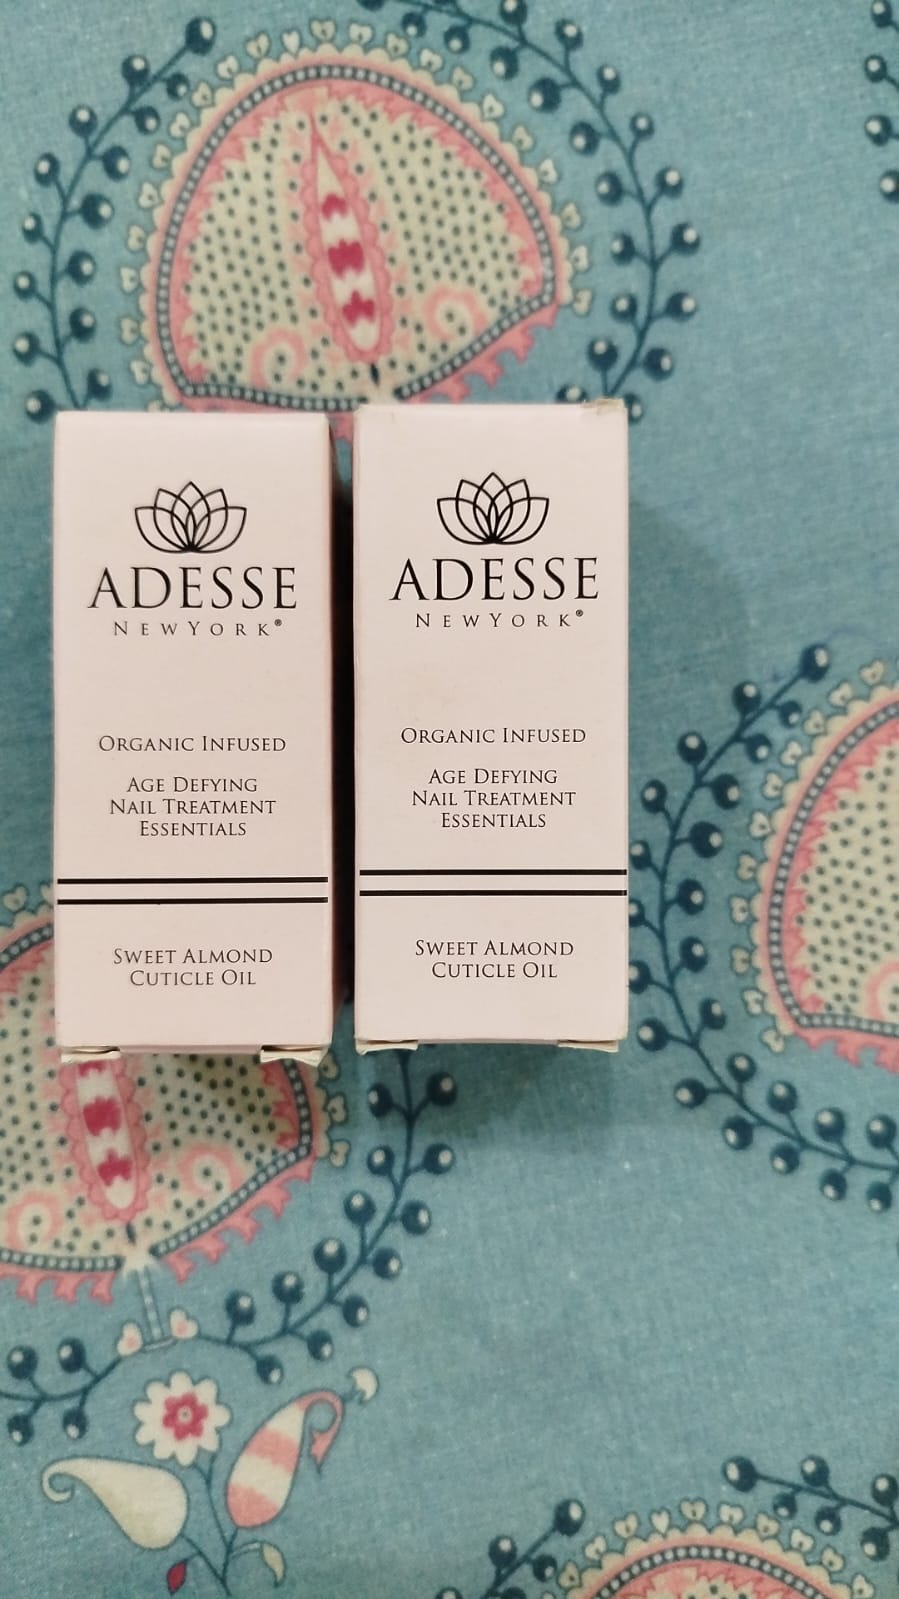 ADESSE
NEWYORK®
ORGANIC INFUSED
AGE DEFYING
NAIL TREATMENT
ESSENTIALS
SWEET ALMOND
CUTICLE OIL
ADESSE
NEWYORK®
ORGANIC INFUSED
AGE DEFYING
NAIL TREATMENT
ESSENTIALS
SWEET ALMOND
CUTICLE OIL